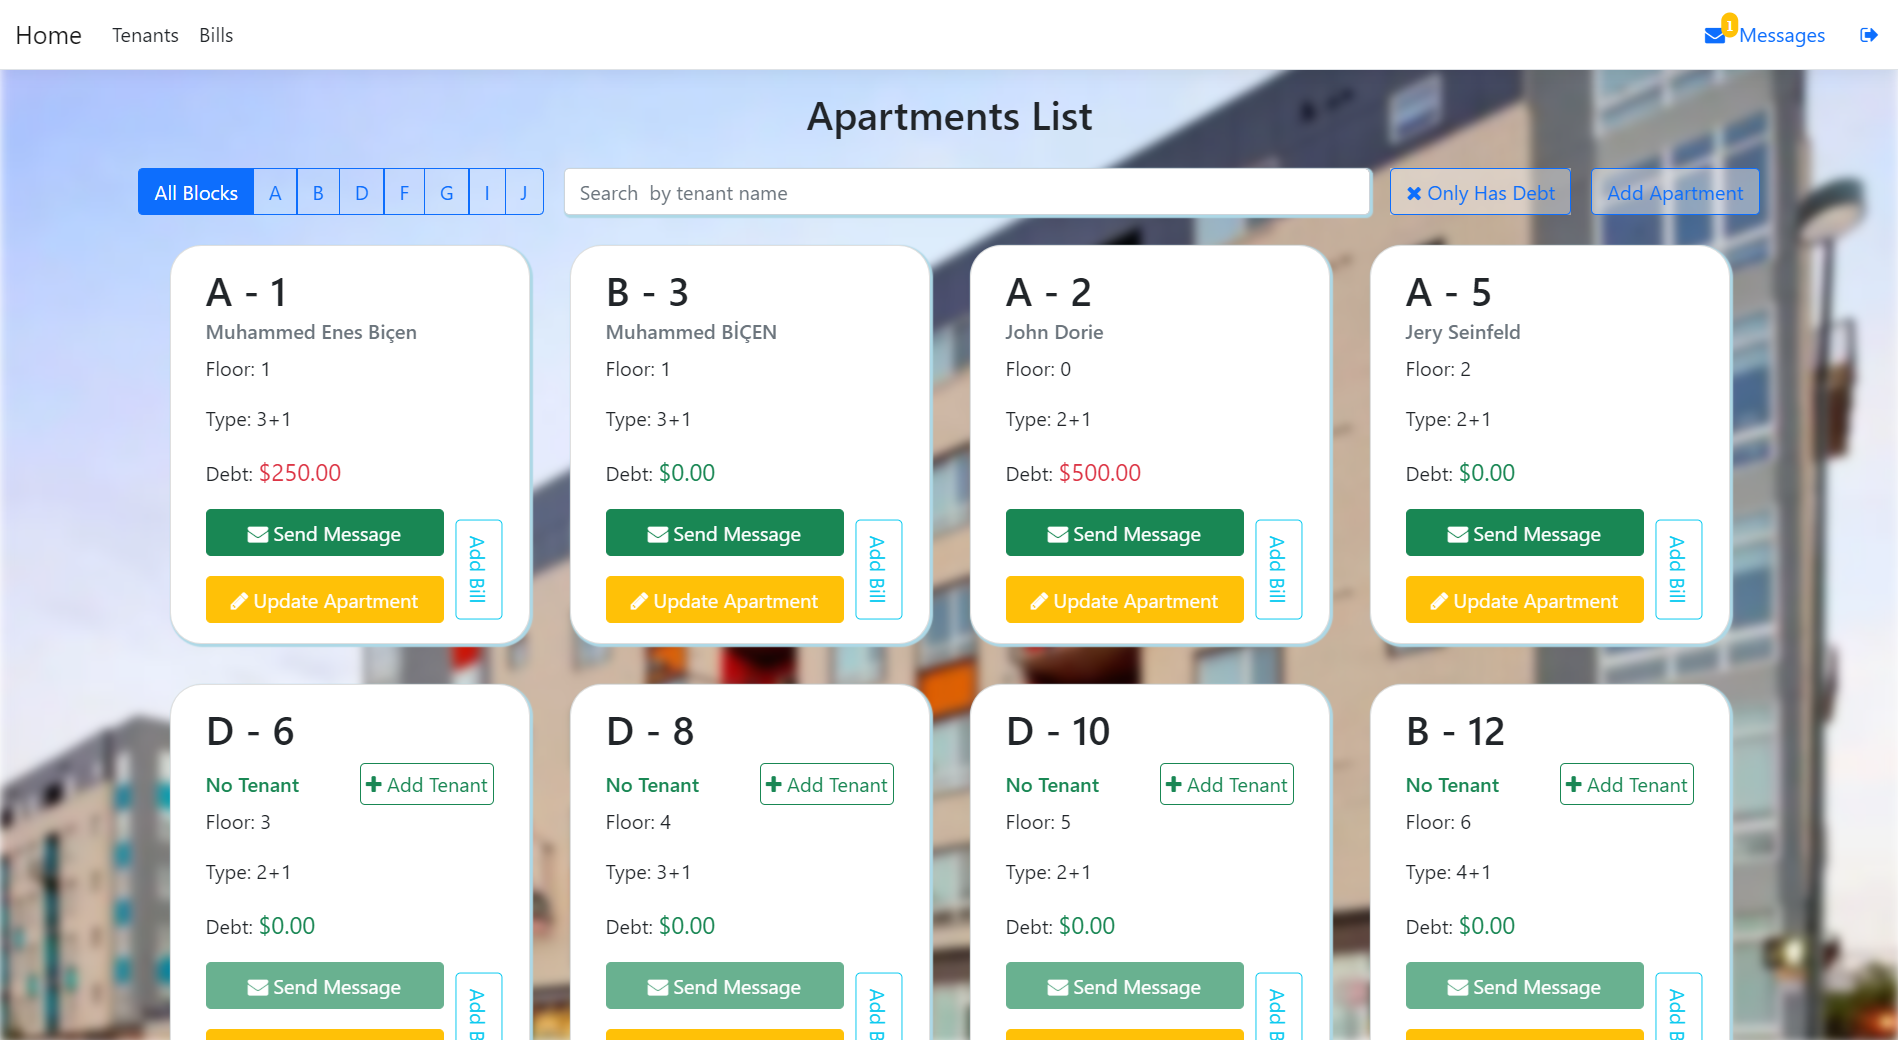 Home Tenants Bills 1 Messages
Apartments List
All Blocks A B D F G I J Search by tenant name Only Has Debt Add Apartment
A - 1
Muhammed Enes Biçen
Floor: 1
Type: 3+1
Debt: $250.00
Send Message
Update Apartment
Add Bill
B - 3
Muhammed BİÇEN
Floor: 1
Type: 3+1
Debt: $0.00
Send Message
Update Apartment
Add Bill
A - 2
John Dorie
Floor: 0
Type: 2+1
Debt: $500.00
Send Message
Update Apartment
Add Bill
A - 5
Jery Seinfeld
Floor: 2
Type: 2+1
Debt: $0.00
Send Message
Update Apartment
Add Bill
D - 6
No Tenant Add Tenant
Floor: 3
Type: 2+1
Debt: $0.00
Send Message
Add
D - 8
No Tenant Add Tenant
Floor: 4
Type: 3+1
Debt: $0.00
Send Message
Add
D - 10
No Tenant Add Tenant
Floor: 5
Type: 2+1
Debt: $0.00
Send Message
Add
B - 12
No Tenant Add Tenant
Floor: 6
Type: 4+1
Debt: $0.00
Send Message
Add